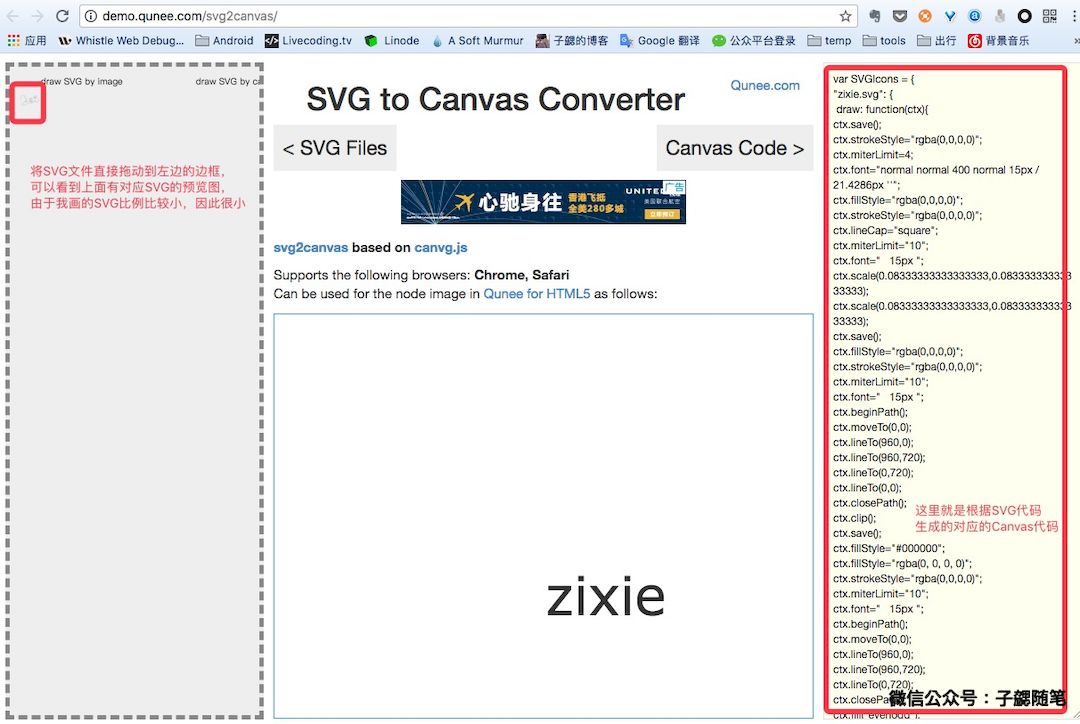 demo.qunee.com/svg2canvas/
应用
Whistle Web Debug...
Android
Livecoding.tv
Linode
A Soft Murmur
子勰的博客
Google 翻译
公众平台登录
temp
tools
出行
背景音乐
draw SVG by image
draw SVG by ca
将SVG文件直接拖动到左边的边框，
可以看到上面有对应SVG的预览图，
由于我画的SVG比例比较小，因此很小
Qunee.com
SVG to Canvas Converter
< SVG Files
Canvas Code >
心驰身往
香港飞抵
全美280多城
UNITED
广告
美国联合航空
立即预订
svg2canvas based on canvg.js
Supports the following browsers: Chrome, Safari
Can be used for the node image in Qunee for HTML5 as follows:
zixie
var SVGIcons = {
"zixie.svg": {
draw: function(ctx){
ctx.save();
ctx.strokeStyle="rgba(0,0,0,0)";
ctx.miterLimit=4;
ctx.font="normal normal 400 normal 15px /
21.4286px ''";
ctx.fillStyle="rgba(0,0,0,0)";
ctx.strokeStyle="rgba(0,0,0,0)";
ctx.lineCap="square";
ctx.miterLimit="10";
ctx.font="   15px ";
ctx.scale(0.08333333333333333,0.083333333333
33333);
ctx.scale(0.08333333333333333,0.083333333333
33333);
ctx.save();
ctx.fillStyle="rgba(0,0,0,0)";
ctx.strokeStyle="rgba(0,0,0,0)";
ctx.miterLimit="10";
ctx.font="   15px ";
ctx.beginPath();
ctx.moveTo(0,0);
ctx.lineTo(960,0);
ctx.lineTo(960,720);
ctx.lineTo(0,720);
ctx.lineTo(0,0);
ctx.closePath();
ctx.clip();
ctx.save();
这里就是根据SVG代码
生成的对应的Canvas代码
ctx.fillStyle="#000000";
ctx.fillStyle="rgba(0, 0, 0, 0)";
ctx.strokeStyle="rgba(0,0,0,0)";
ctx.miterLimit="10";
ctx.font="   15px ";
ctx.beginPath();
ctx.moveTo(0,0);
ctx.lineTo(960,0);
ctx.lineTo(960,720);
ctx.lineTo(0,720);
ctx.closePa
微信公众号：子勰随笔
ctx.fill("evenodd");